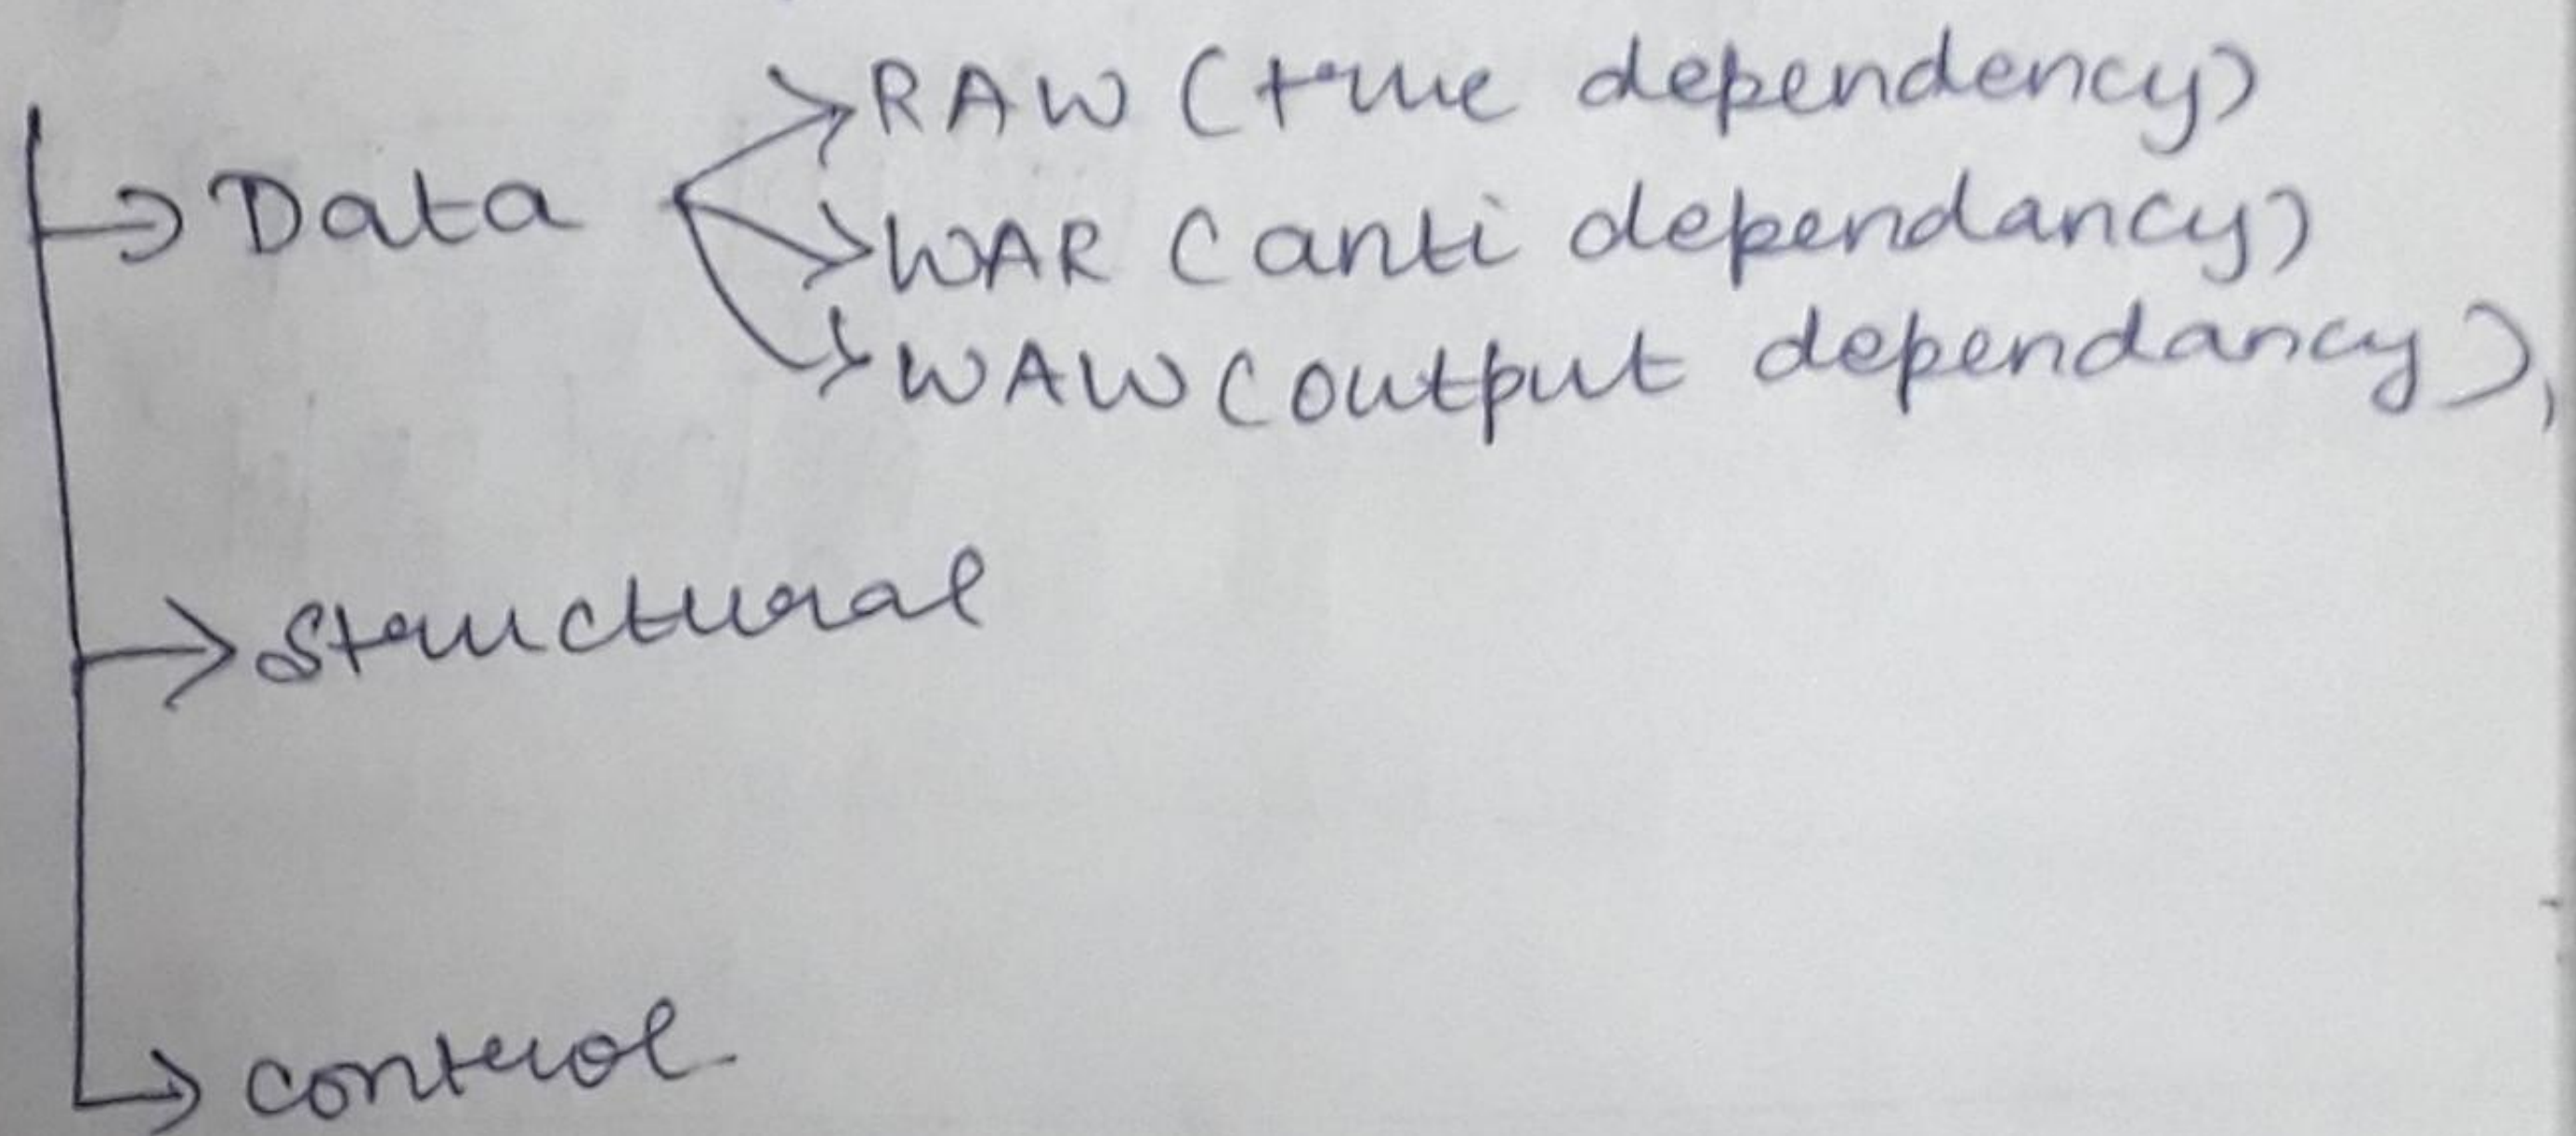 Data
RAW (true dependency)
WAR (anti dependancy)
WAW (output dependancy),
Structural
control